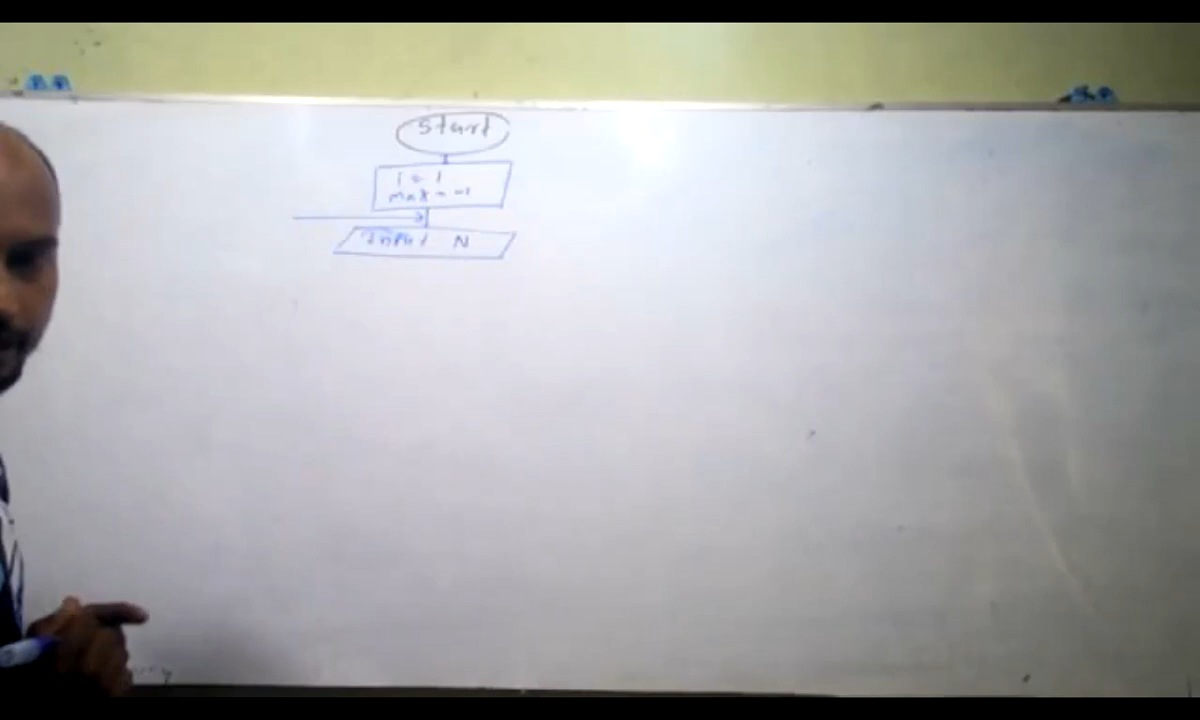 Start
i = 1
max = -1
Input N